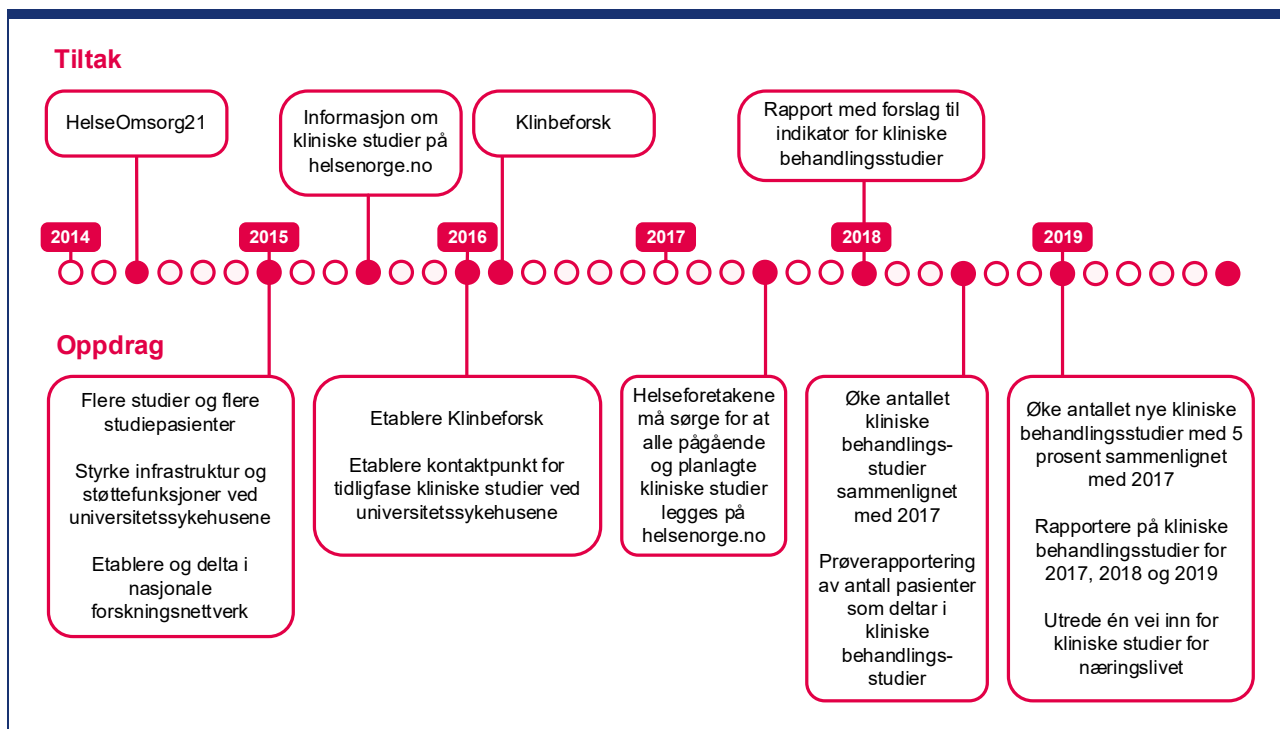 Tiltak
HelseOmsorg21
Informasjon om
kliniske studier på
helsenorge.no
Klinbeforsk
Rapport med forslag til
indikator for kliniske
behandlingsstudier
2014
2015
2016
2017
2018
2019
Oppdrag
Flere studier og flere
studiepasienter
Styrke infrastruktur og
støttefunksjoner ved
universitetssykehusene
Etablere og delta i
nasjonale
forskningsnettverk
Etablere Klinbeforsk
Etablere kontaktpunkt for
tidligfase kliniske studier ved
universitetssykehusene
Helseforetakene
må sørge for at
alle pågående
og planlagte
kliniske studier
legges på
helsenorge.no
Øke antallet
kliniske
behandlings-
studier
sammenlignet
med 2017
Prøverapportering
av antall pasienter
som deltar i
kliniske
behandlings-
studier
Øke antallet nye kliniske
behandlingsstudier med 5
prosent sammenlignet
med 2017
Rapportere på kliniske
behandlingsstudier for
2017, 2018 og 2019
Utrede én vei inn for
kliniske studier for
næringslivet